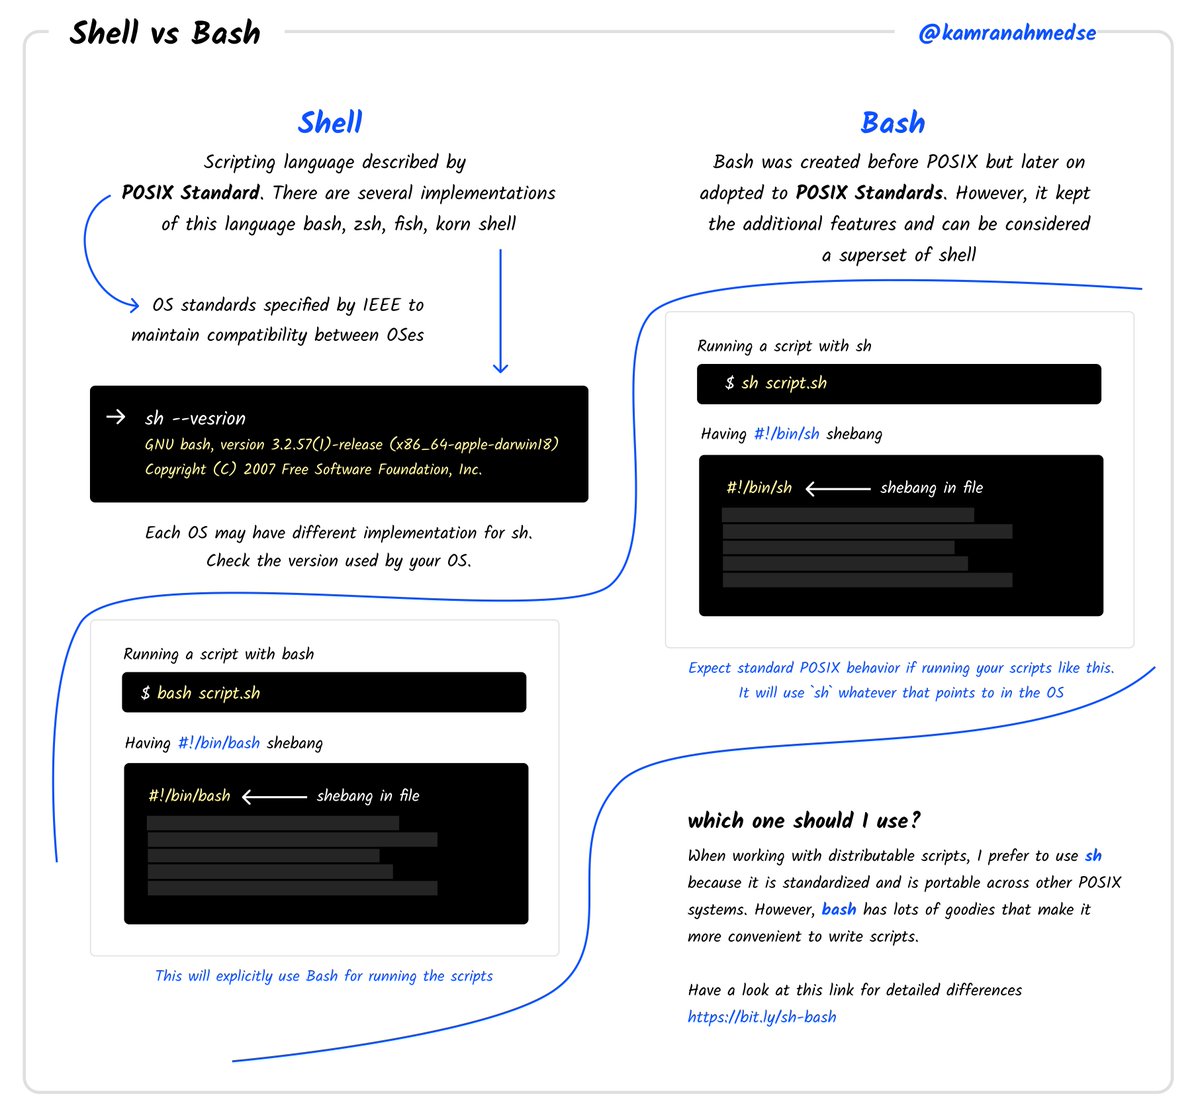 Shell vs Bash
@kamranahmedse
Shell
Scripting language described by
POSIX Standard. There are several implementations
of this language bash, zsh, fish, korn shell
OS standards specified by IEEE to
maintain compatibility between OSes
→ sh --vesrion
GNU bash, version 3.2.57(1)-release (x86_64-apple-darwin18)
Copyright (C) 2007 Free Software Foundation, Inc.
Each OS may have different implementation for sh.
Check the version used by your OS.
Running a script with bash
$ bash script.sh
Having #!/bin/bash shebang
#!/bin/bash
shebang in file
This will explicitly use Bash for running the scripts
Bash
Bash was created before POSIX but later on
adopted to POSIX Standards. However, it kept
the additional features and can be considered
a superset of shell
Running a script with sh
$ sh script.sh
Having #!/bin/sh shebang
#!/bin/sh
shebang in file
Expect standard POSIX behavior if running your scripts like this.
It will use `sh` whatever that points to in the OS
which one should I use?
When working with distributable scripts, I prefer to use sh
because it is standardized and is portable across other POSIX
systems. However, bash has lots of goodies that make it
more convenient to write scripts.
Have a look at this link for detailed differences
https://bit.ly/sh-bash